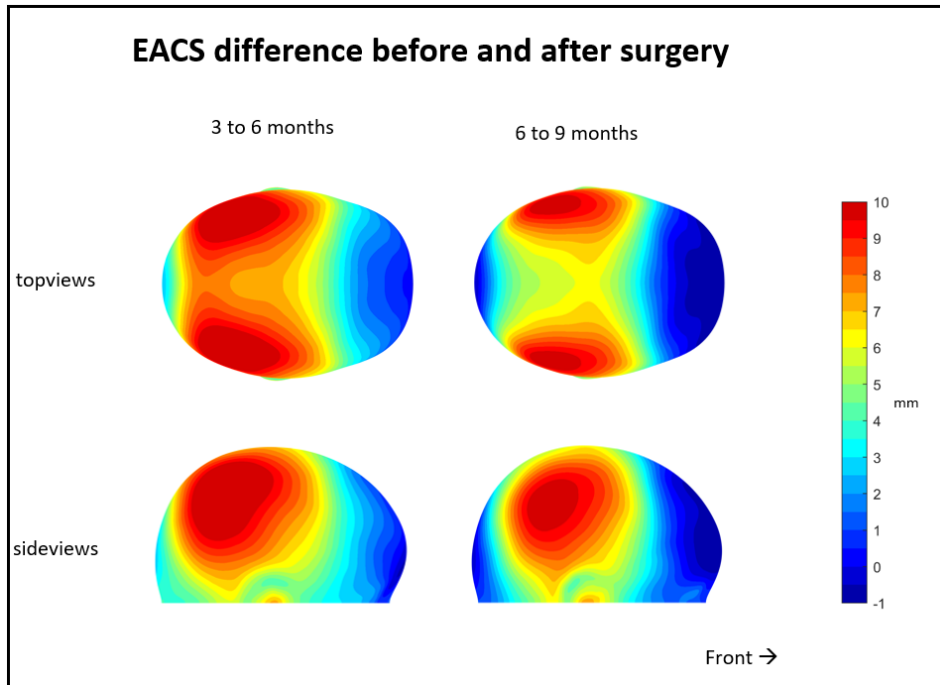 EACS difference before and after surgery
3 to 6 months
6 to 9 months
topviews
sideviews
10
9
8
7
6
5
4
3
2
1
0
-1
mm
Front →